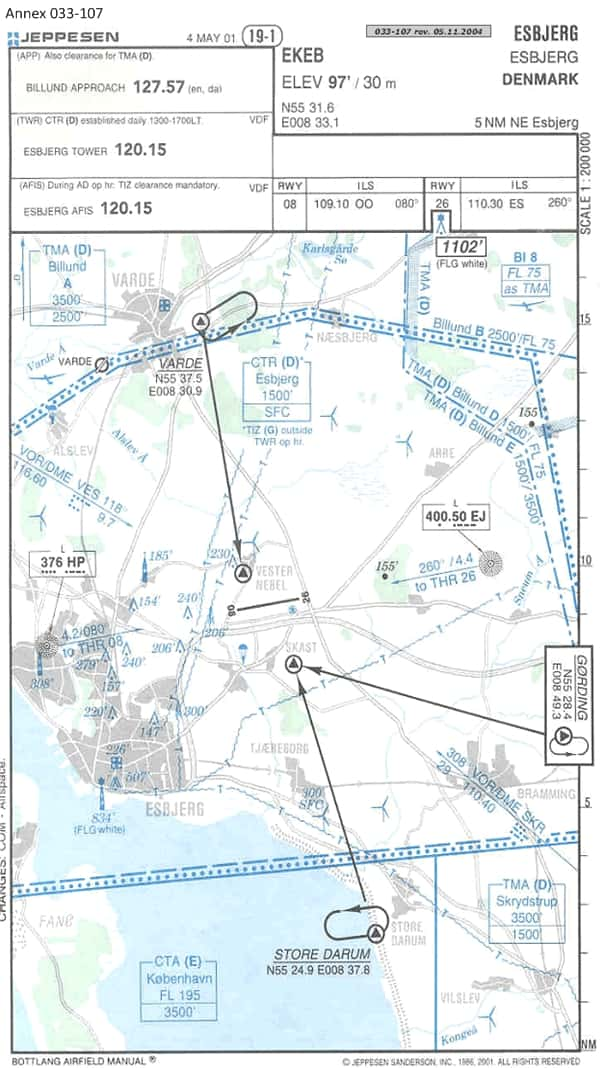 Annex 033-107
JEPPESEN
4 MAY 01
19-1
033-107 rev. 05.11.2004
ESBJERG
ESBJERG
DENMARK
(APP) Also clearance for TMA (D).
BILLUND APPROACH 127.57 (en, da)
EKEB
ELEV 97' / 30 m
N55 31.6
E008 33.1
5 NM NE Esbjerg
(TWR) CTR (D) established daily 1300-1700LT. VDF
ESBJERG TOWER 120.15
(AFIS) During AD op hr. TIZ clearance mandatory. VDF
ESBJERG AFIS 120.15
RWY ILS RWY ILS
08 109.10 OO 080° 26 110.30 ES 260°
SCALE 1 : 200 000
TMA (D)
Billund
A
3500'
2500'
VARDE
Karlsgårde
Sø
1102'
(FLG white)
BI 8
FL 75
as TMA
TMA (D)
15
Billund B 2500'/FL 75
NÆSBJERG
Varde Å
VARDE
VARDE
N55 37.5
E008 30.9
CTR (D)*
Esbjerg
1500'
SFC
*TIZ (G) outside
TWR op hr.
TMA (D) Billund D 1500'/FL 75
TMA (D) Billund E 1500'/3500'
155'
ALSLEV
Alslev Å
ARRE
VOR/DME VES 118°
116.60 9.7
L
400.50 EJ
L
376 HP
185'
230'
VESTER
NEBEL
155'
260°/4.4
to THR 26
10
Sneum Å
154'
240'
08
26
206'
4.2/080°
to THR 08
206'
SKAST
308'
279'
240'
157'
220'
147'
300'
GØRDING
N55 28.4
E008 49.3
226'
507'
TJÆREBORG
308 VOR/DME SKR
29 110.40
BRAMMING
5
ESBJERG
300'
SFC
834'
(FLG white)
CHANGES: COM - Airspace.
TMA (D)
Skrydstrup
3500'
1500'
FANØ
STORE
DARUM
STORE DARUM
N55 24.9 E008 37.8
CTA (E)
København
FL 195
3500'
VILSLEV
Kongeå
NM
BOTTLANG AIRFIELD MANUAL ®
© JEPPESEN SANDERSON, INC., 1986, 2001. ALL RIGHTS RESERVED